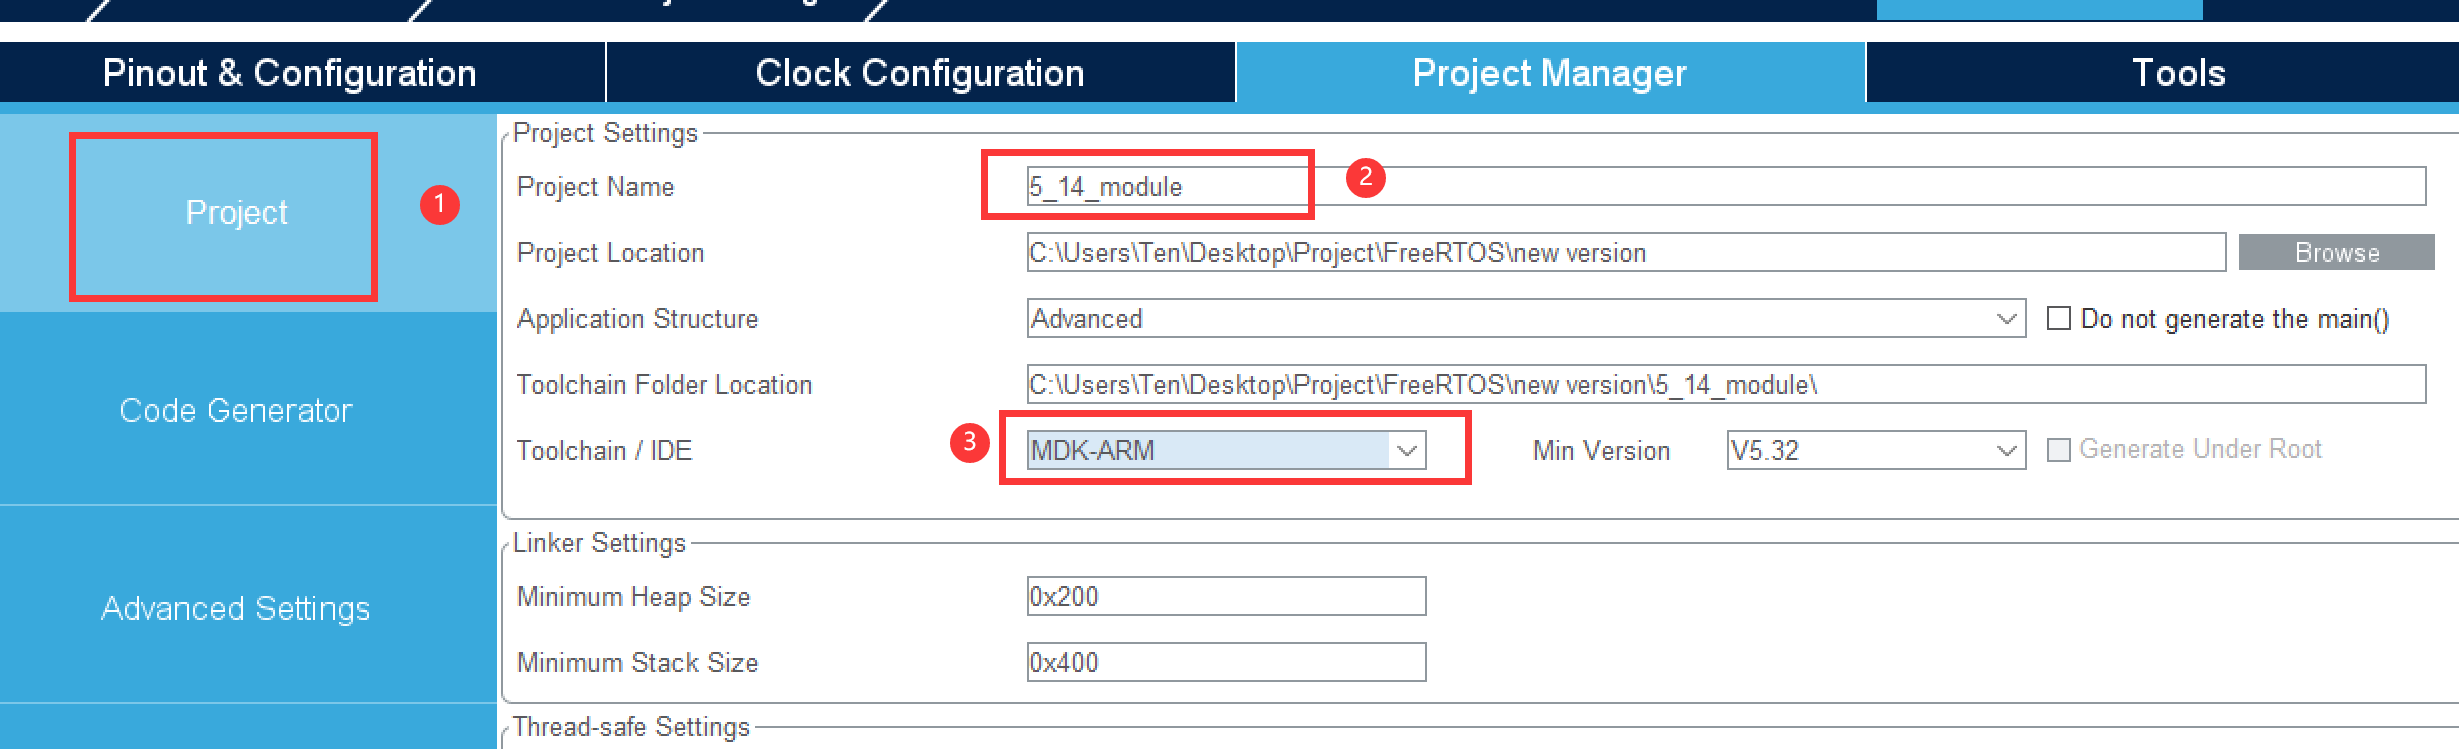 Pinout & Configuration Clock Configuration Project Manager Tools
Project
1
Code Generator
Advanced Settings
Project Settings
Project Name 5_14_module 2
Project Location C:\Users\Ten\Desktop\Project\FreeRTOS\new version Browse
Application Structure Advanced Do not generate the main()
Toolchain Folder Location C:\Users\Ten\Desktop\Project\FreeRTOS\new version\5_14_module\
Toolchain / IDE 3 MDK-ARM Min Version V5.32 Generate Under Root
Linker Settings
Minimum Heap Size 0x200
Minimum Stack Size 0x400
Thread-safe Settings